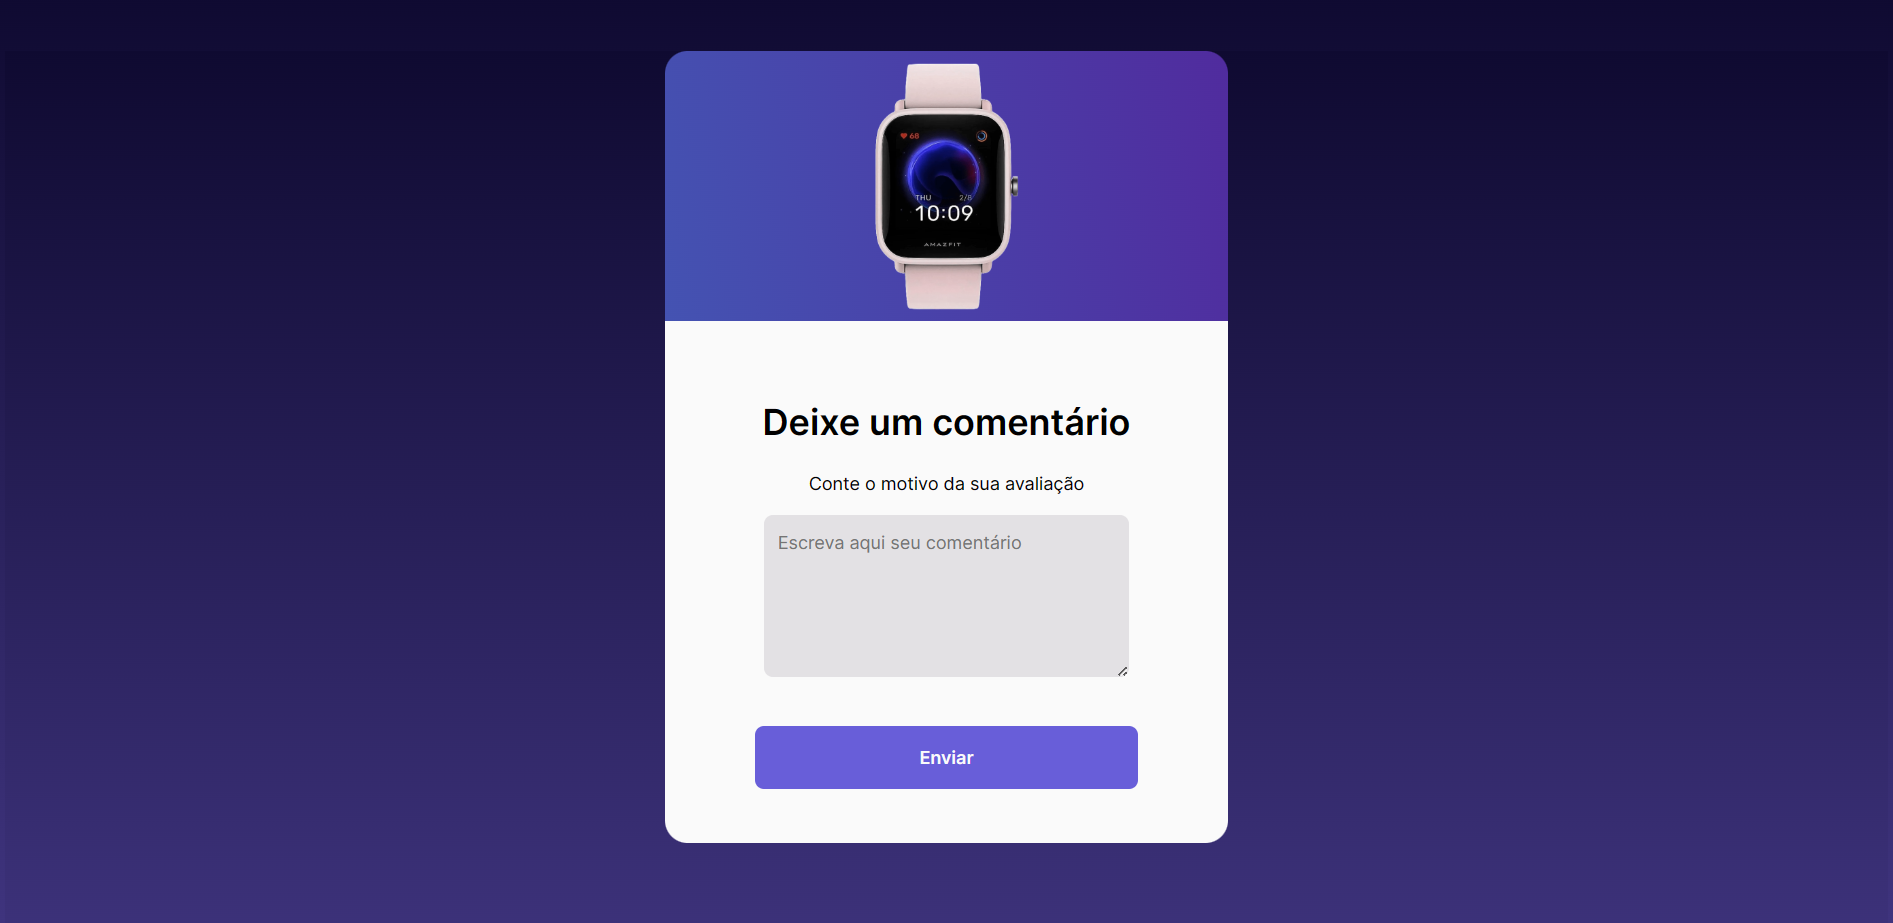 68
THU 2/8
10:09
AMAZFIT
Deixe um comentário
Conte o motivo da sua avaliação
Escreva aqui seu comentário
Enviar